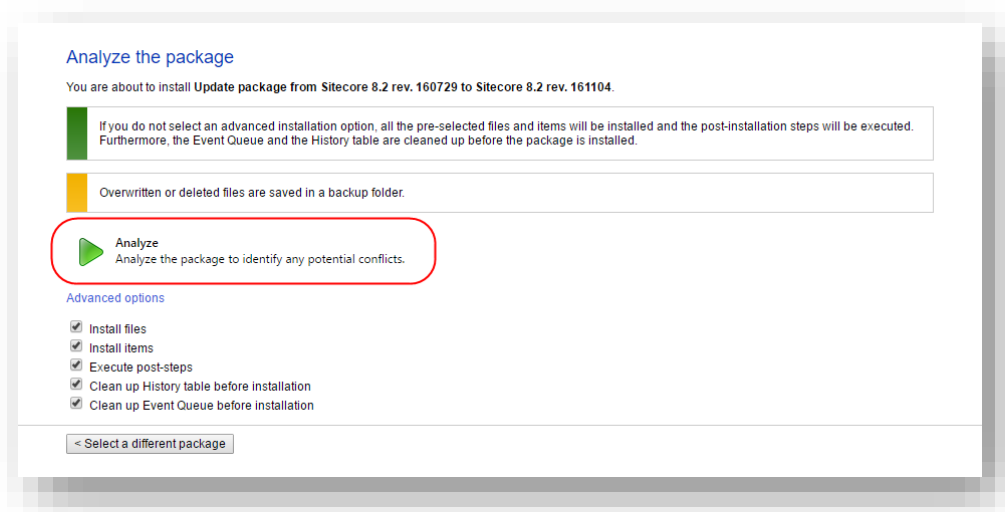 Analyze the package
You are about to install Update package from Sitecore 8.2 rev. 160729 to Sitecore 8.2 rev. 161104.
If you do not select an advanced installation option, all the pre-selected files and items will be installed and the post-installation steps will be executed.
Furthermore, the Event Queue and the History table are cleaned up before the package is installed.
Overwritten or deleted files are saved in a backup folder.
Analyze
Analyze the package to identify any potential conflicts.
Advanced options
Install files
Install items
Execute post-steps
Clean up History table before installation
Clean up Event Queue before installation
< Select a different package